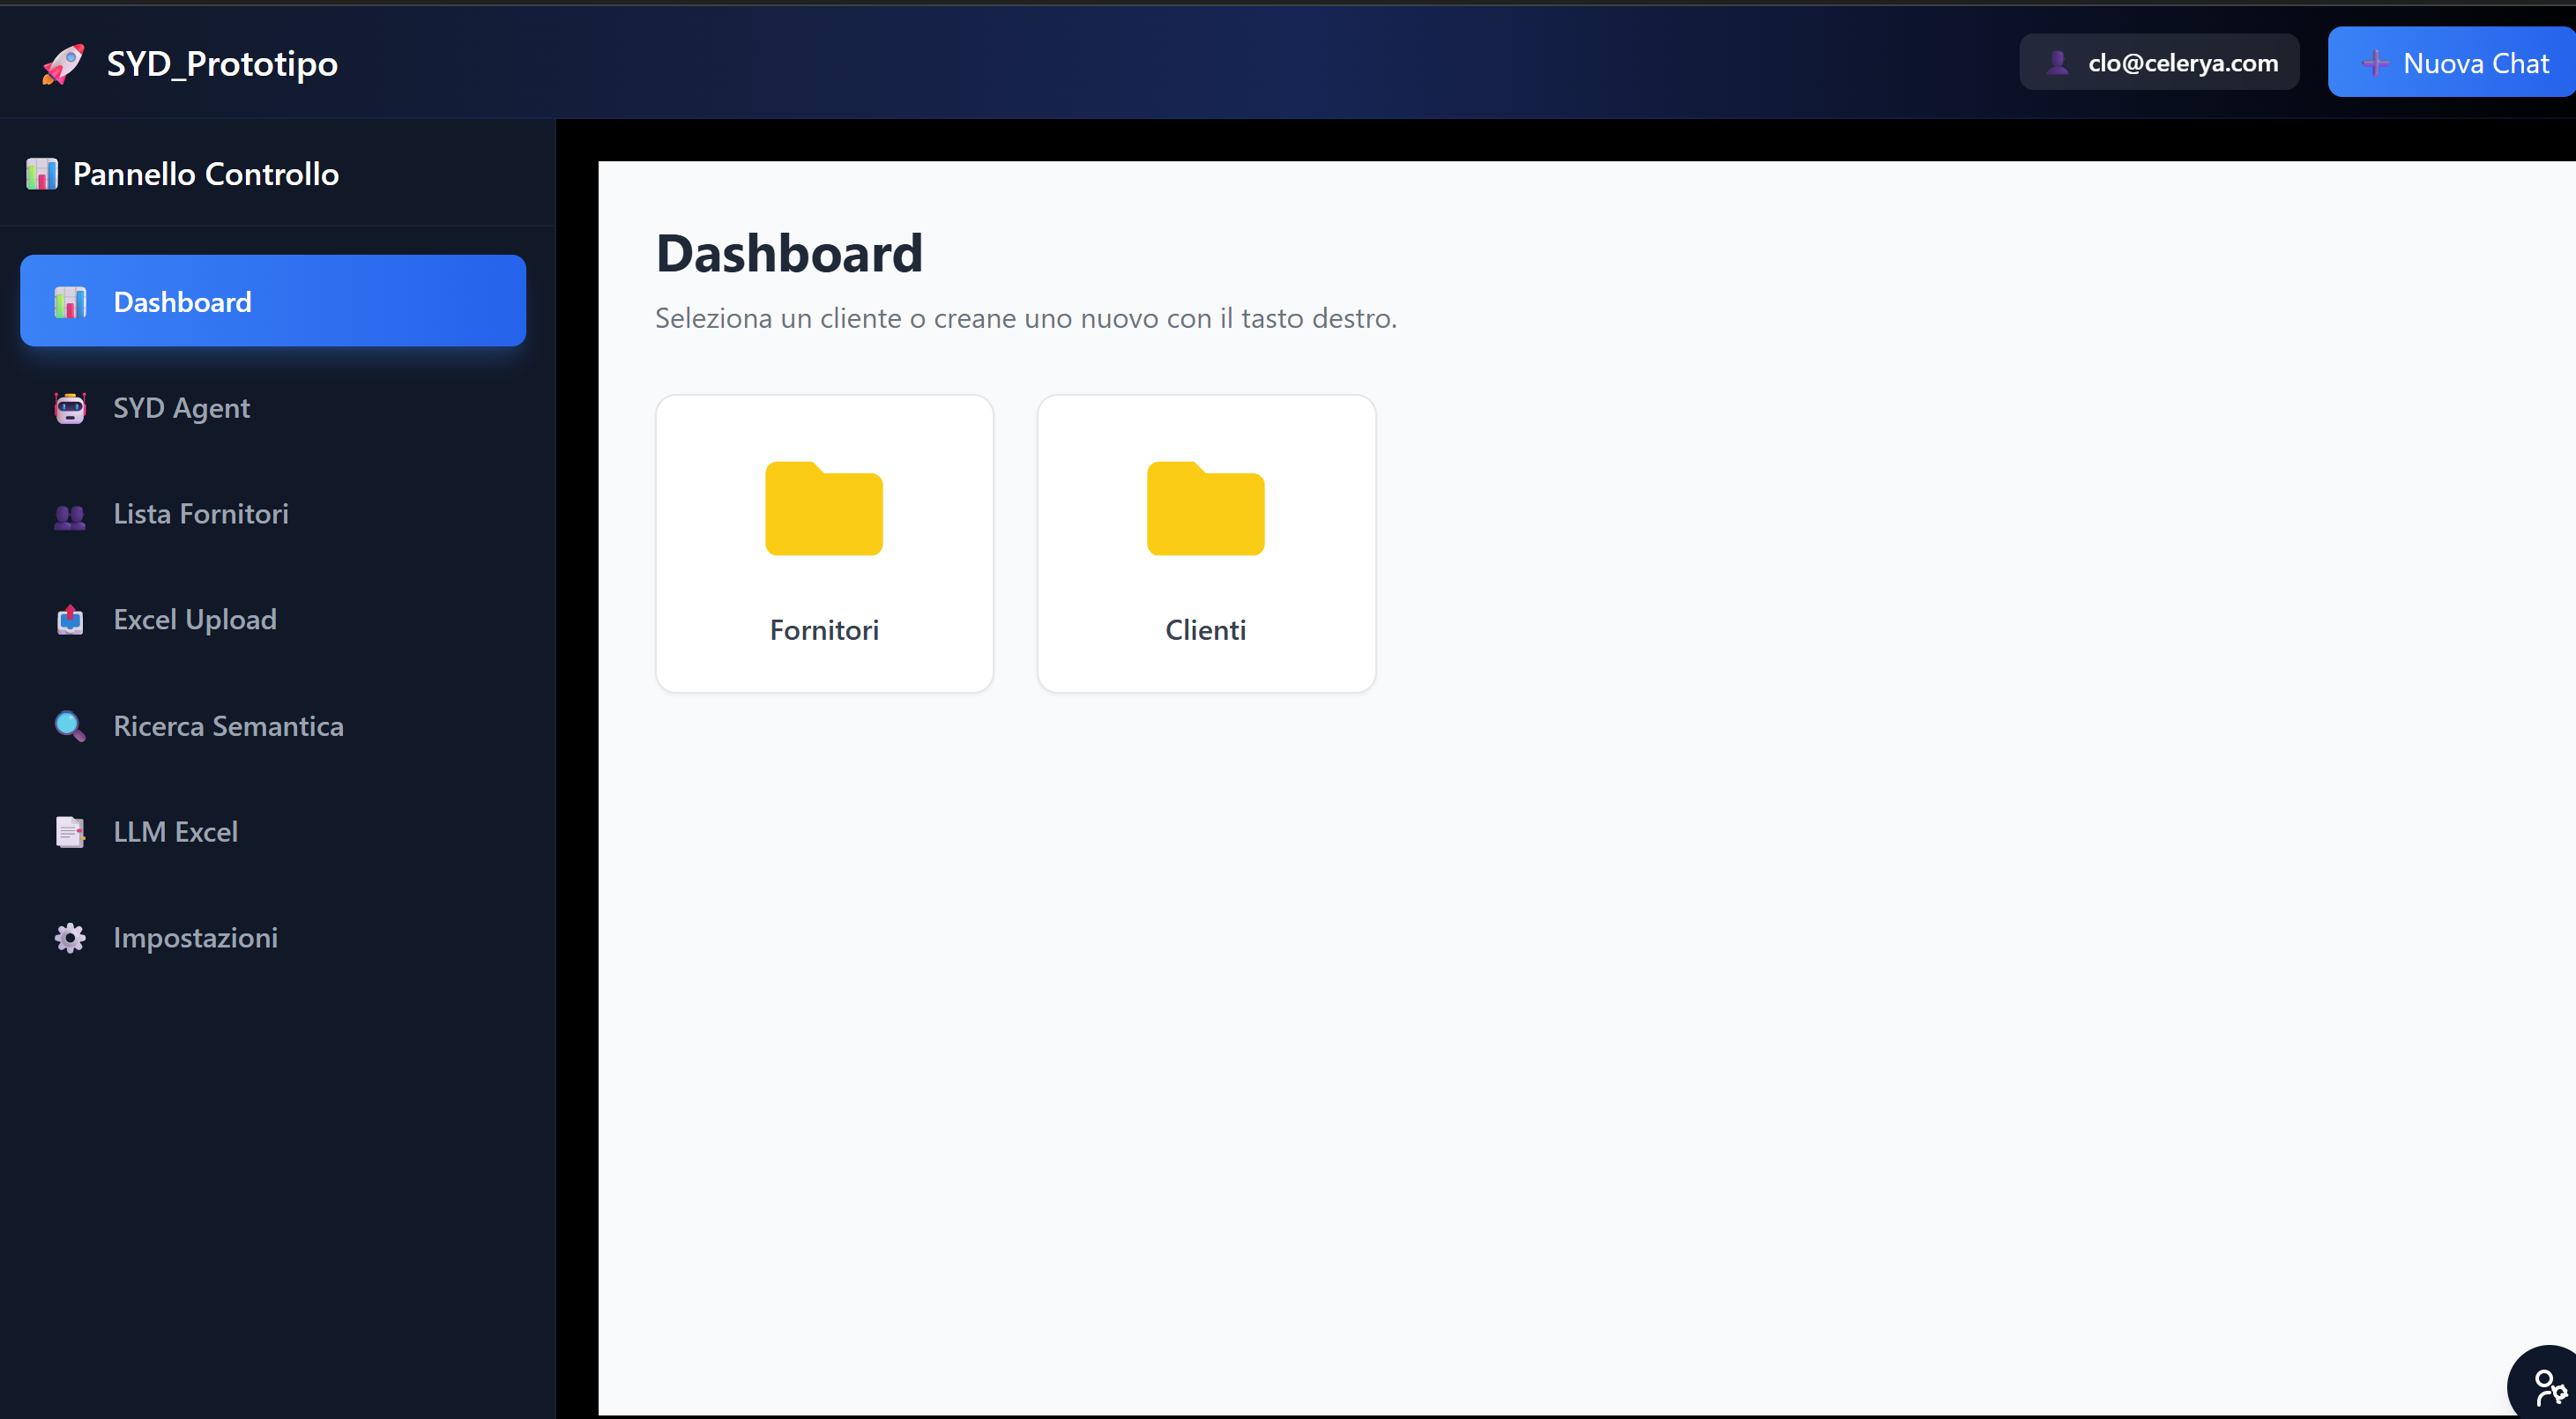 SYD_Prototipo
clo@celerya.com
Nuova Chat
Pannello Controllo
Dashboard
SYD Agent
Lista Fornitori
Excel Upload
Ricerca Semantica
LLM Excel
Impostazioni
Dashboard
Seleziona un cliente o creane uno nuovo con il tasto destro.
Fornitori
Clienti